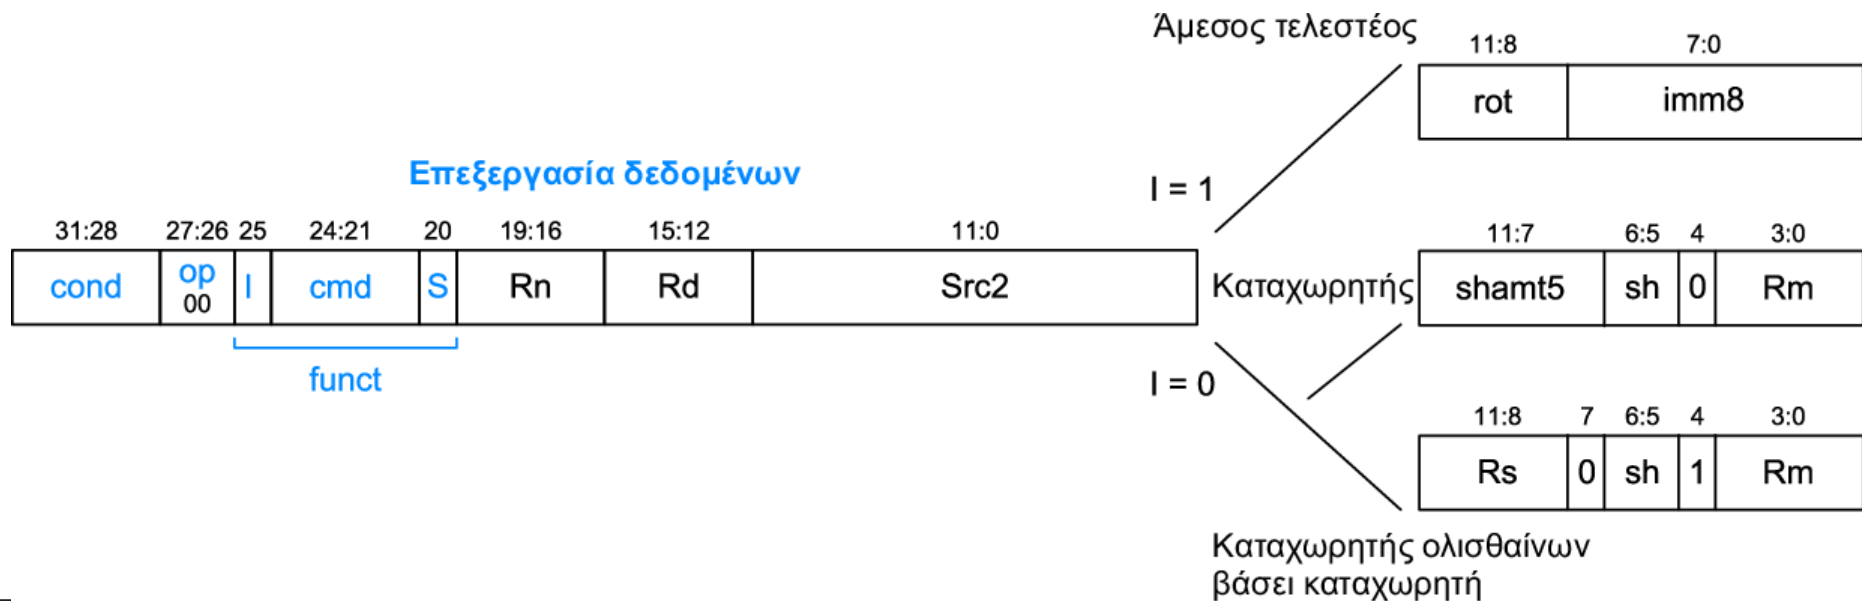 Άμεσος τελεστέος
11:8 7:0
rot imm8
Επεξεργασία δεδομένων
I = 1
31:28 27:26 25 24:21 20 19:16 15:12 11:0
cond op 00 I cmd S Rn Rd Src2
funct
Καταχωρητής
11:7 6:5 4 3:0
shamt5 sh 0 Rm
I = 0
11:8 7 6:5 4 3:0
Rs 0 sh 1 Rm
Καταχωρητής ολισθαίνων
βάσει καταχωρητή